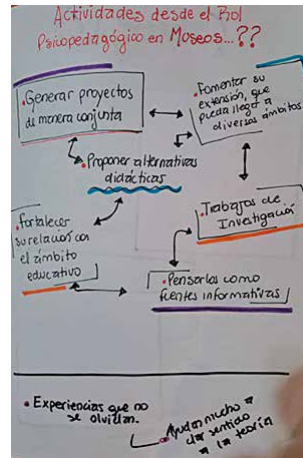 Actividades desde el Rol
Psicopedagógico en Museos...??
• Generar proyectos
de manera conjunta
• Fomentar su
extensión, que
pueda llegar a
diversos ámbitos
• Proponer alternativas
didácticas
• Fortalecer
su relación con
el ámbito
educativo
• Trabajos de
Investigación
• Pensarlos como
fuentes informativas
• Experiencias que no
se olvidan.
• Ayudan mucho a
dar sentido
a la teoría